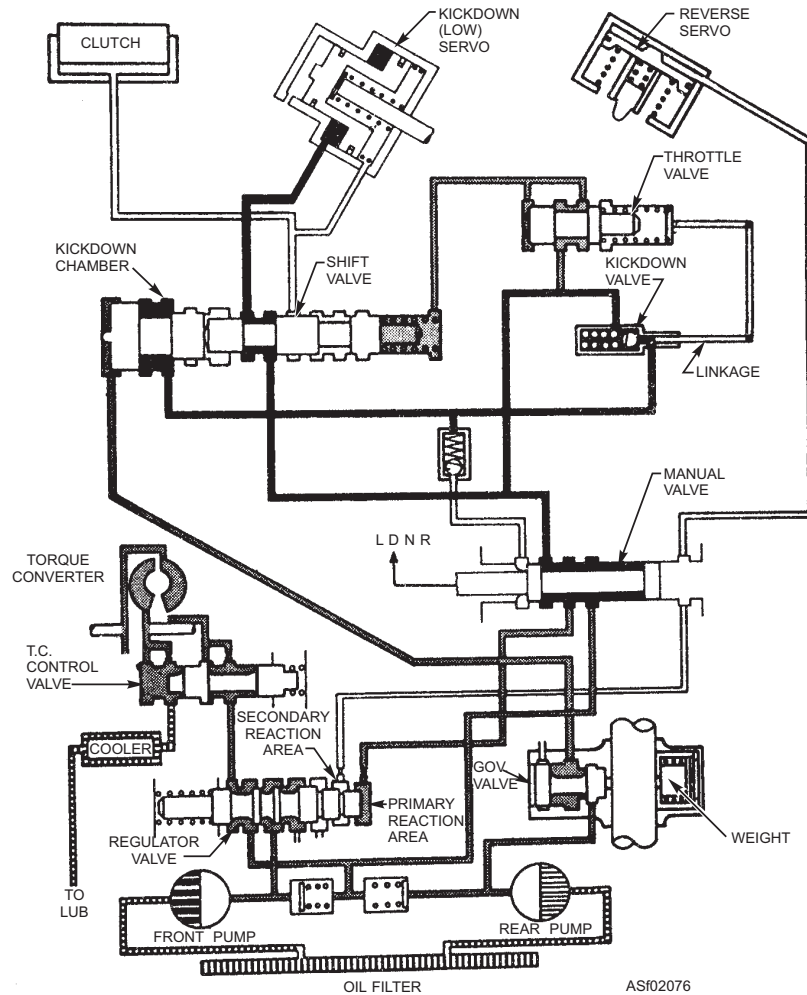 CLUTCH
KICKDOWN
(LOW)
SERVO
REVERSE
SERVO
THROTTLE
VALVE
KICKDOWN
CHAMBER
SHIFT
VALVE
KICKDOWN
VALVE
LINKAGE
MANUAL
VALVE
L D N R
TORQUE
CONVERTER
T.C.
CONTROL
VALVE
SECONDARY
REACTION
AREA
COOLER
GOV.
VALVE
PRIMARY
REACTION
AREA
WEIGHT
REGULATOR
VALVE
TO
LUB
FRONT PUMP
REAR PUMP
OIL FILTER
ASf02076